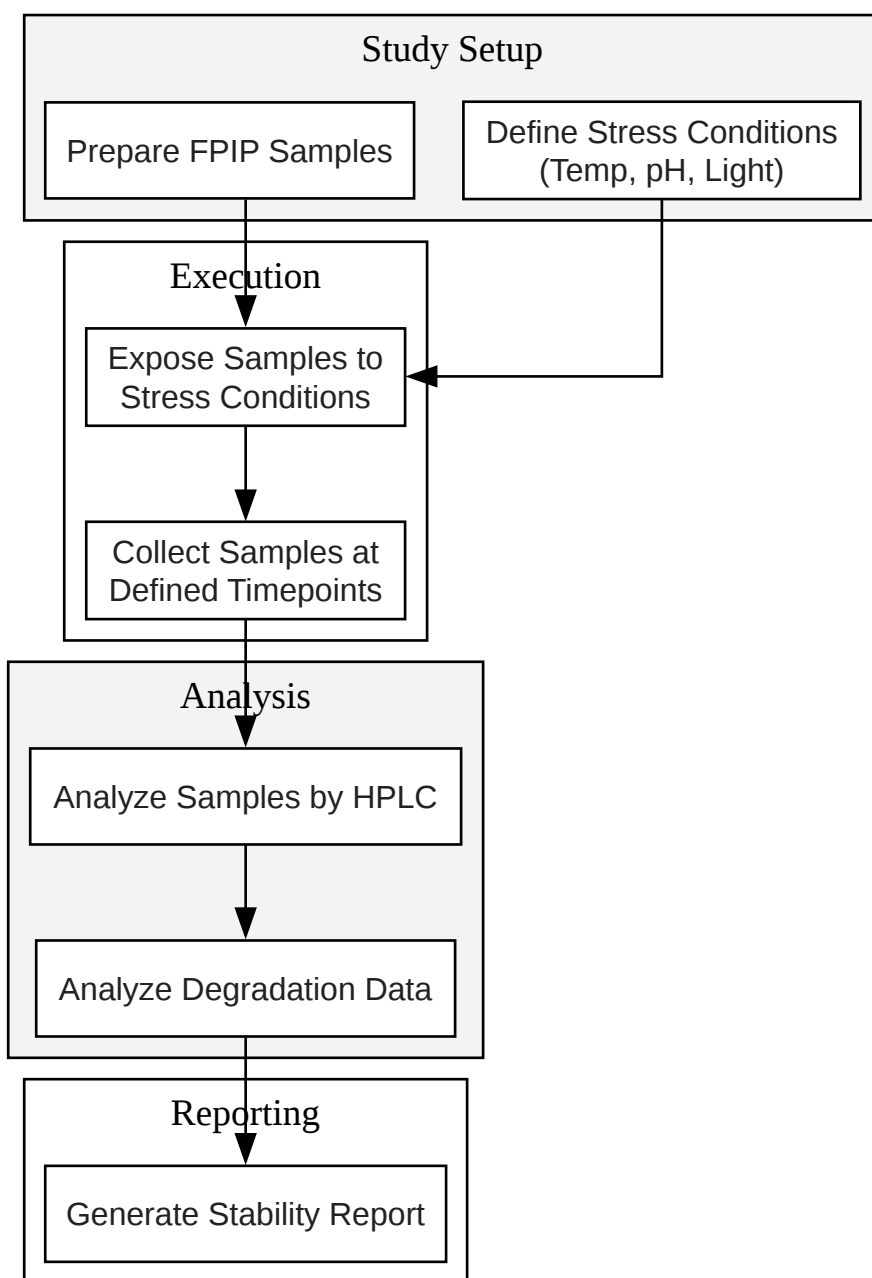 Study Setup
Prepare FPIP Samples
Define Stress Conditions
(Temp, pH, Light)
Execution
Expose Samples to
Stress Conditions
Collect Samples at
Defined Timepoints
Analysis
Analyze Samples by HPLC
Analyze Degradation Data
Reporting
Generate Stability Report